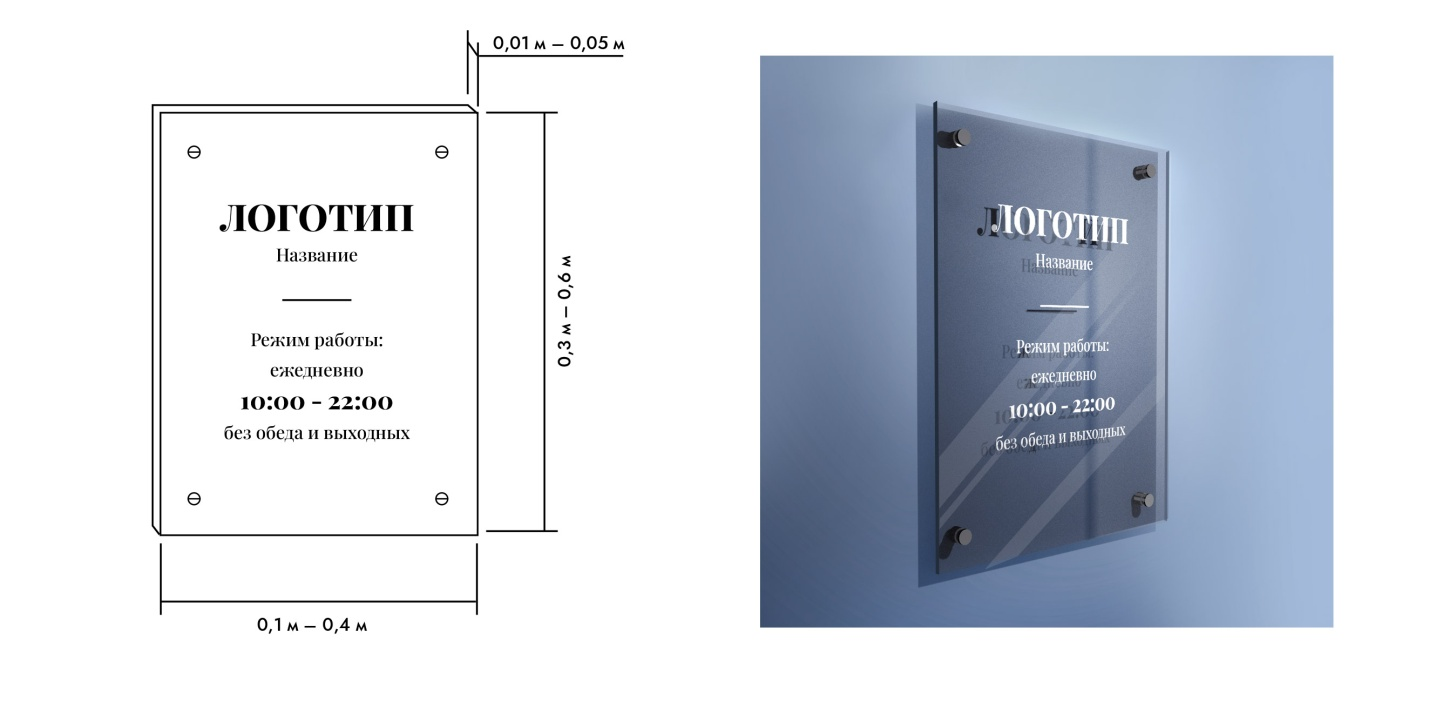 0,01 м – 0,05 м
ЛОГОТИП
Название
Режим работы:
ежедневно
10:00 - 22:00
без обеда и выходных
0,3 м – 0,6 м
0,1 м – 0,4 м
ЛОГОТИП
Название
Режим работы:
ежедневно
10:00 - 22:00
без обеда и выходных